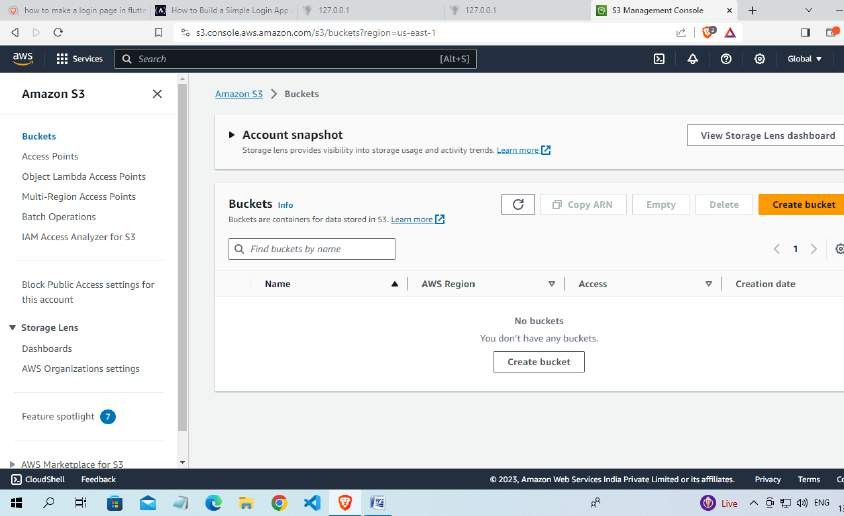 how to make a login page in flutt
How to Build a Simple Login App
127.0.0.1
127.0.0.1
S3 Management Console
s3.console.aws.amazon.com/s3/buckets?region=us-east-1
aws
Services
Search
[Alt+S]
Global
Amazon S3
Buckets
Access Points
Object Lambda Access Points
Multi-Region Access Points
Batch Operations
IAM Access Analyzer for S3
Block Public Access settings for
this account
Storage Lens
Dashboards
AWS Organizations settings
Feature spotlight 7
AWS Marketplace for S3
Amazon S3 > Buckets
Account snapshot
Storage lens provides visibility into storage usage and activity trends. Learn more
View Storage Lens dashboard
Buckets Info
Buckets are containers for data stored in S3. Learn more
Copy ARN
Empty
Delete
Create bucket
Find buckets by name
1
Name
AWS Region
Access
Creation date
No buckets
You don't have any buckets.
Create bucket
CloudShell
Feedback
© 2023, Amazon Web Services India Private Limited or its affiliates.
Privacy
Terms
Live
ENG